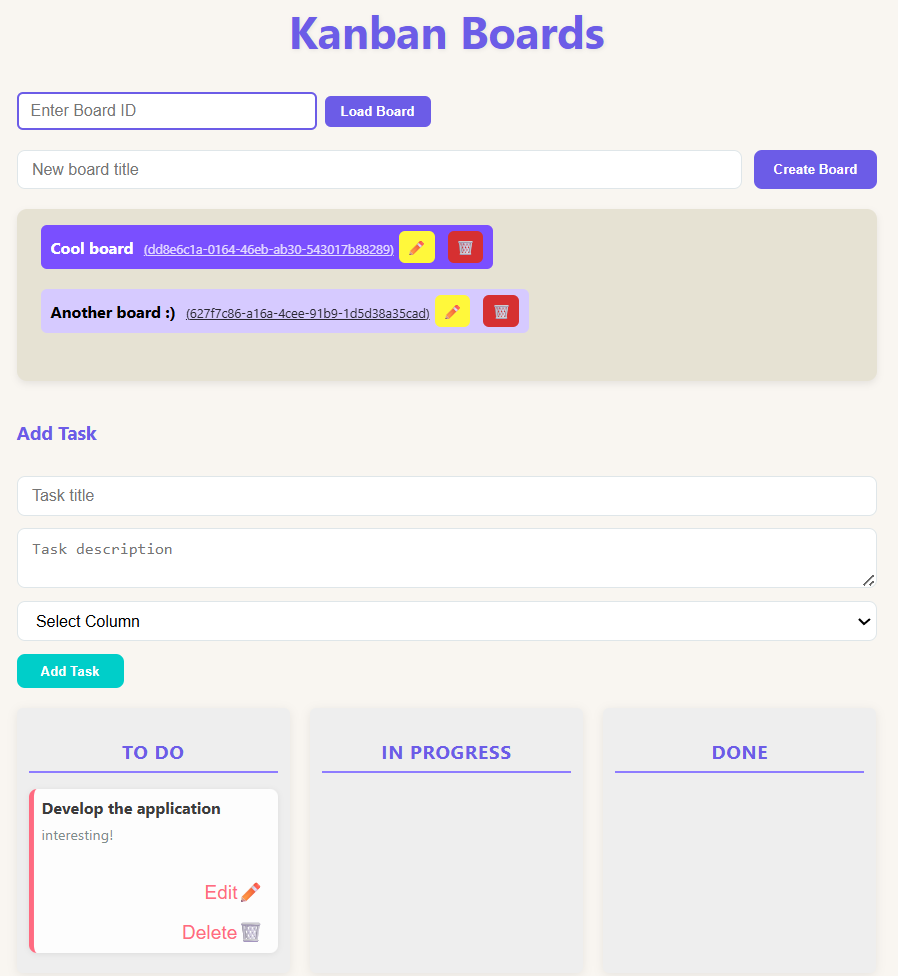 Kanban Boards
Enter Board ID
Load Board
New board title
Create Board
Cool board (dd8e6c1a-0164-46eb-ab30-543017b88289)
Another board :) (627f7c86-a16a-4cee-91b9-1d5d38a35cad)
Add Task
Task title
Task description
Select Column
Add Task
TO DO
Develop the application
interesting!
Edit
Delete
IN PROGRESS
DONE